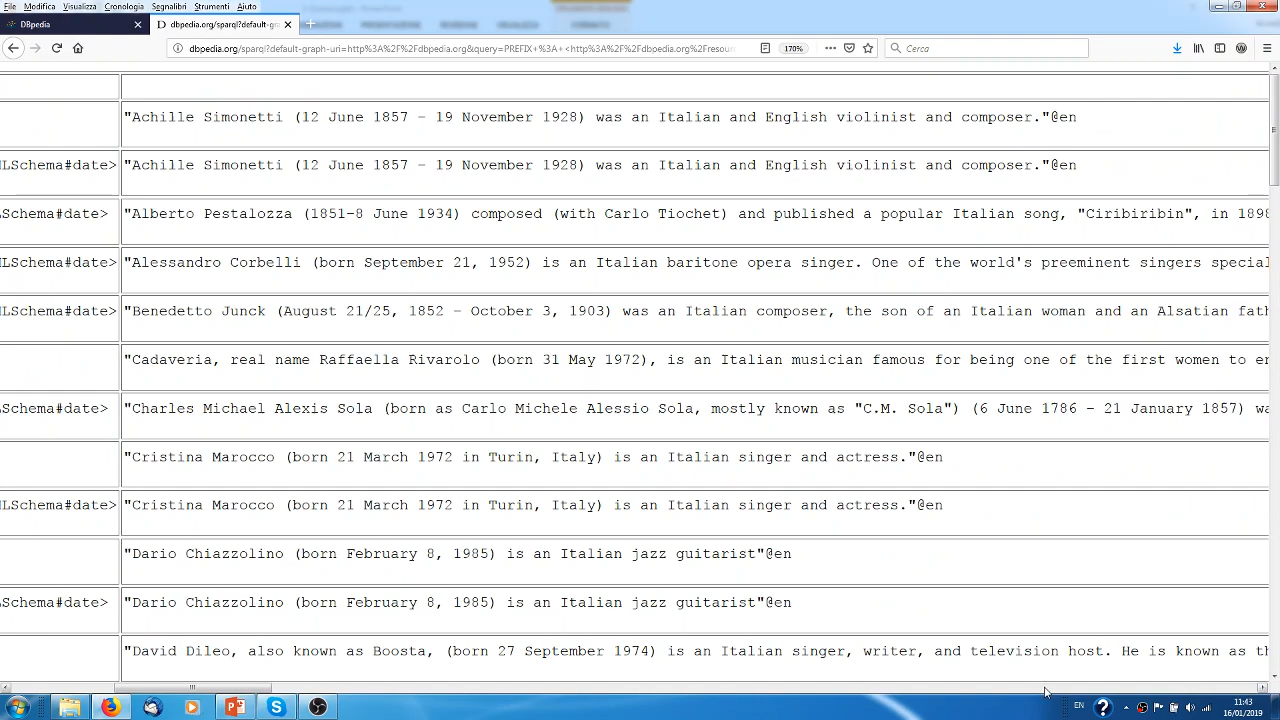 File Modifica Visualizza Cronologia Segnalibri Strumenti Aiuto
DBpedia
dbpedia.org/sparql?default-gra
dbpedia.org/sparql?default-graph-uri=http%3A%2F%2Fdbpedia.org&query=PREFIX+%3A+<http%3A%2F%2Fdbpedia.org%2Fresou
170%
Cerca
"Achille Simonetti (12 June 1857 – 19 November 1928) was an Italian and English violinist and composer."@en
LSchema#date> "Achille Simonetti (12 June 1857 – 19 November 1928) was an Italian and English violinist and composer."@en
Schema#date> "Alberto Pestalozza (1851–8 June 1934) composed (with Carlo Tiochet) and published a popular Italian song, "Ciribiribin", in 1898
LSchema#date> "Alessandro Corbelli (born September 21, 1952) is an Italian baritone opera singer. One of the world's preeminent singers special
LSchema#date> "Benedetto Junck (August 21/25, 1852 – October 3, 1903) was an Italian composer, the son of an Italian woman and an Alsatian fath
"Cadaveria, real name Raffaella Rivarolo (born 31 May 1972), is an Italian musician famous for being one of the first women to en
Schema#date> "Charles Michael Alexis Sola (born as Carlo Michele Alessio Sola, mostly known as "C.M. Sola") (6 June 1786 – 21 January 1857) wa
"Cristina Marocco (born 21 March 1972 in Turin, Italy) is an Italian singer and actress."@en
LSchema#date> "Cristina Marocco (born 21 March 1972 in Turin, Italy) is an Italian singer and actress."@en
"Dario Chiazzolino (born February 8, 1985) is an Italian jazz guitarist"@en
Schema#date> "Dario Chiazzolino (born February 8, 1985) is an Italian jazz guitarist"@en
"David Dileo, also known as Boosta, (born 27 September 1974) is an Italian singer, writer, and television host. He is known as th
EN
11:43
16/01/2019